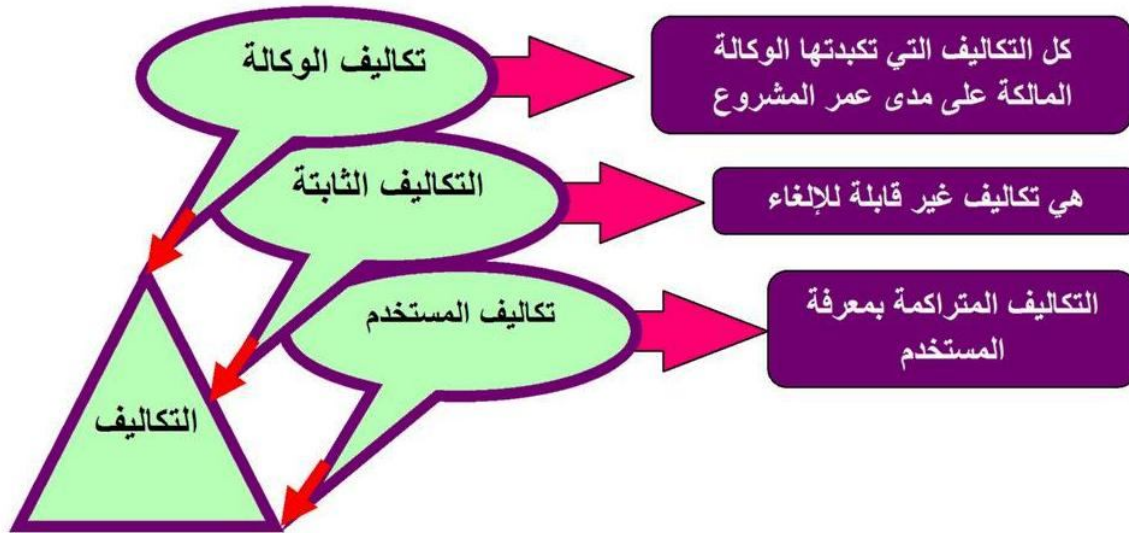 تكاليف الوكالة
كل التكاليف التي تكبدتها الوكالة
المالكة على مدى عمر المشروع
التكاليف الثابتة
هي تكاليف غير قابلة للإلغاء
تكاليف المستخدم
التكاليف المتراكمة بمعرفة
المستخدم
التكاليف